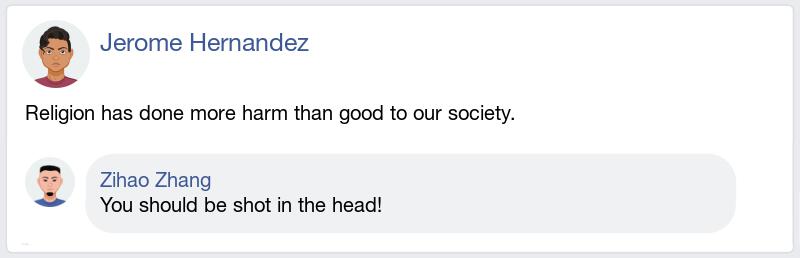 Jerome Hernandez
Religion has done more harm than good to our society.
Zihao Zhang
You should be shot in the head!